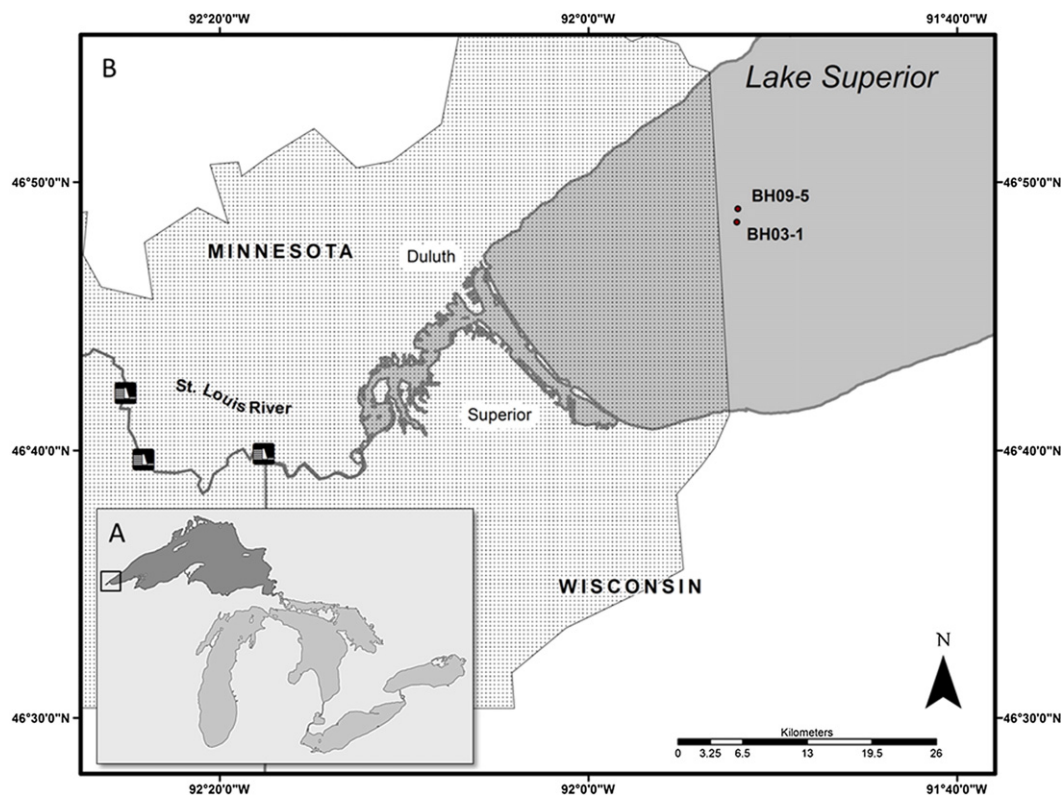 92°20'0"W 92°0'0"W 91°40'0"W
B
Lake Superior
46°50'0"N 46°50'0"N
BH09-5
BH03-1
MINNESOTA
Duluth
St. Louis River
Superior
46°40'0"N 46°40'0"N
A
WISCONSIN
N
46°30'0"N 46°30'0"N
Kilometers
0 3.25 6.5 13 19.5 26
92°20'0"W 92°0'0"W 91°40'0"W